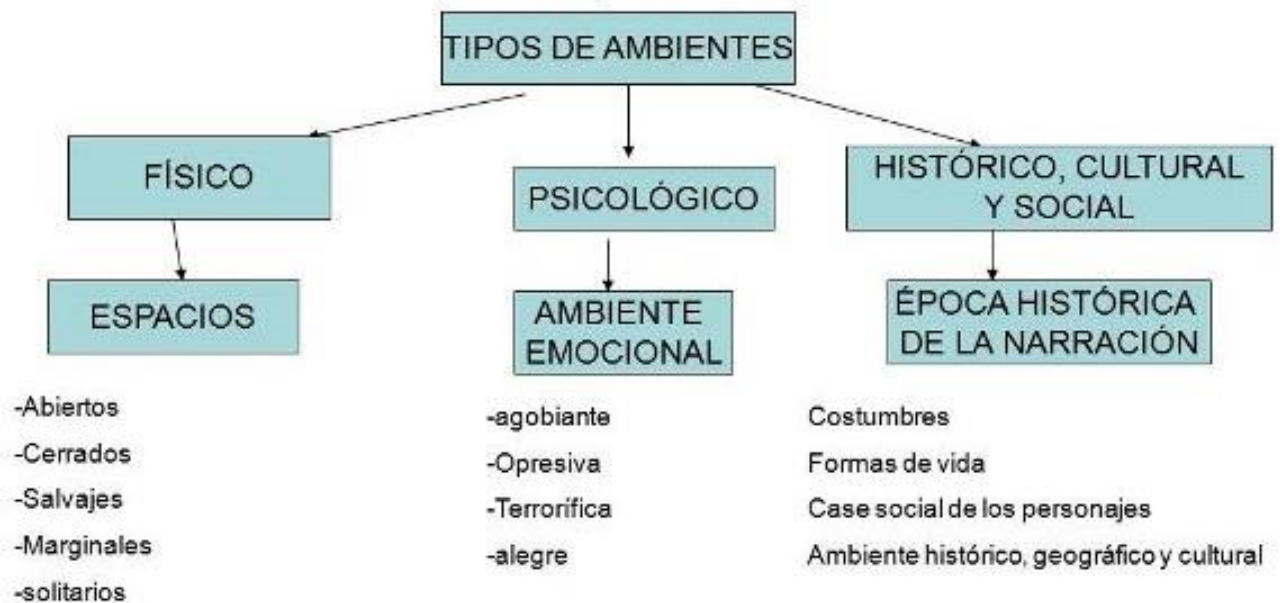 TIPOS DE AMBIENTES
FÍSICO
ESPACIOS
-Abiertos
-Cerrados
-Salvajes
-Marginales
-solitarios
PSICOLÓGICO
AMBIENTE
EMOCIONAL
-agobiante
-Opresiva
-Terrorífica
-alegre
HISTÓRICO, CULTURAL
Y SOCIAL
ÉPOCA HISTÓRICA
DE LA NARRACIÓN
Costumbres
Formas de vida
Case social de los personajes
Ambiente histórico, geográfico y cultural